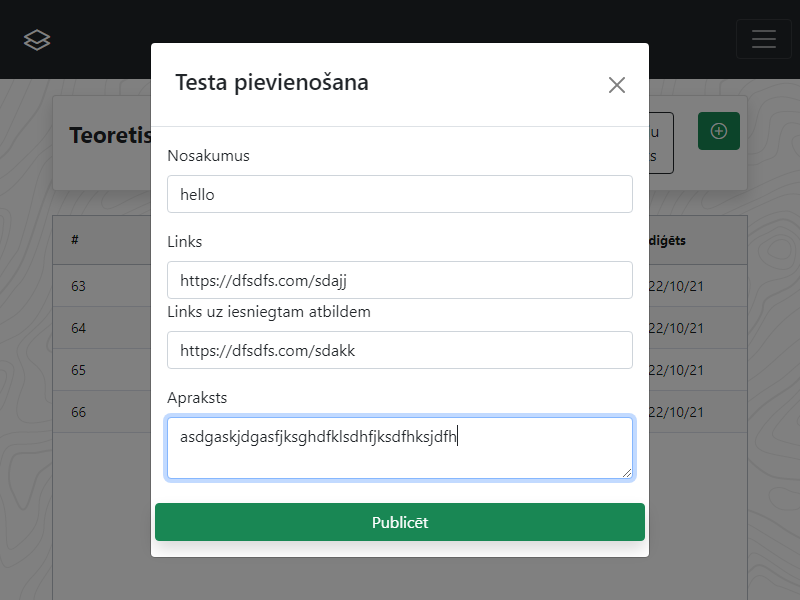 Testa pievienošana
Teoretis
u
s
Nosakumus
hello
Links
#
diģēts
https://dfsdfs.com/sdajj
63
22/10/21
Links uz iesniegtam atbildem
64
22/10/21
https://dfsdfs.com/sdakk
65
22/10/21
Apraksts
66
22/10/21
asdgaskjdgasfjksghdfklsdhfjksdfhksjdfh
Publicēt